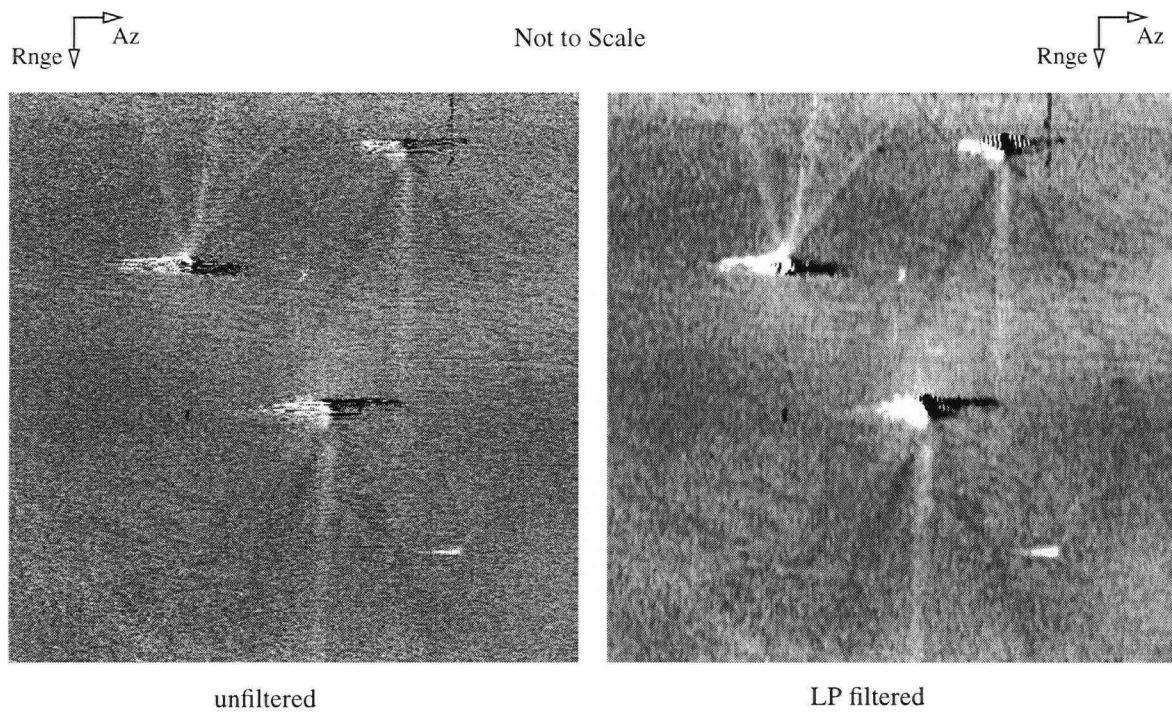 Az
Rnge
Not to Scale
Az
Rnge
unfiltered
LP filtered